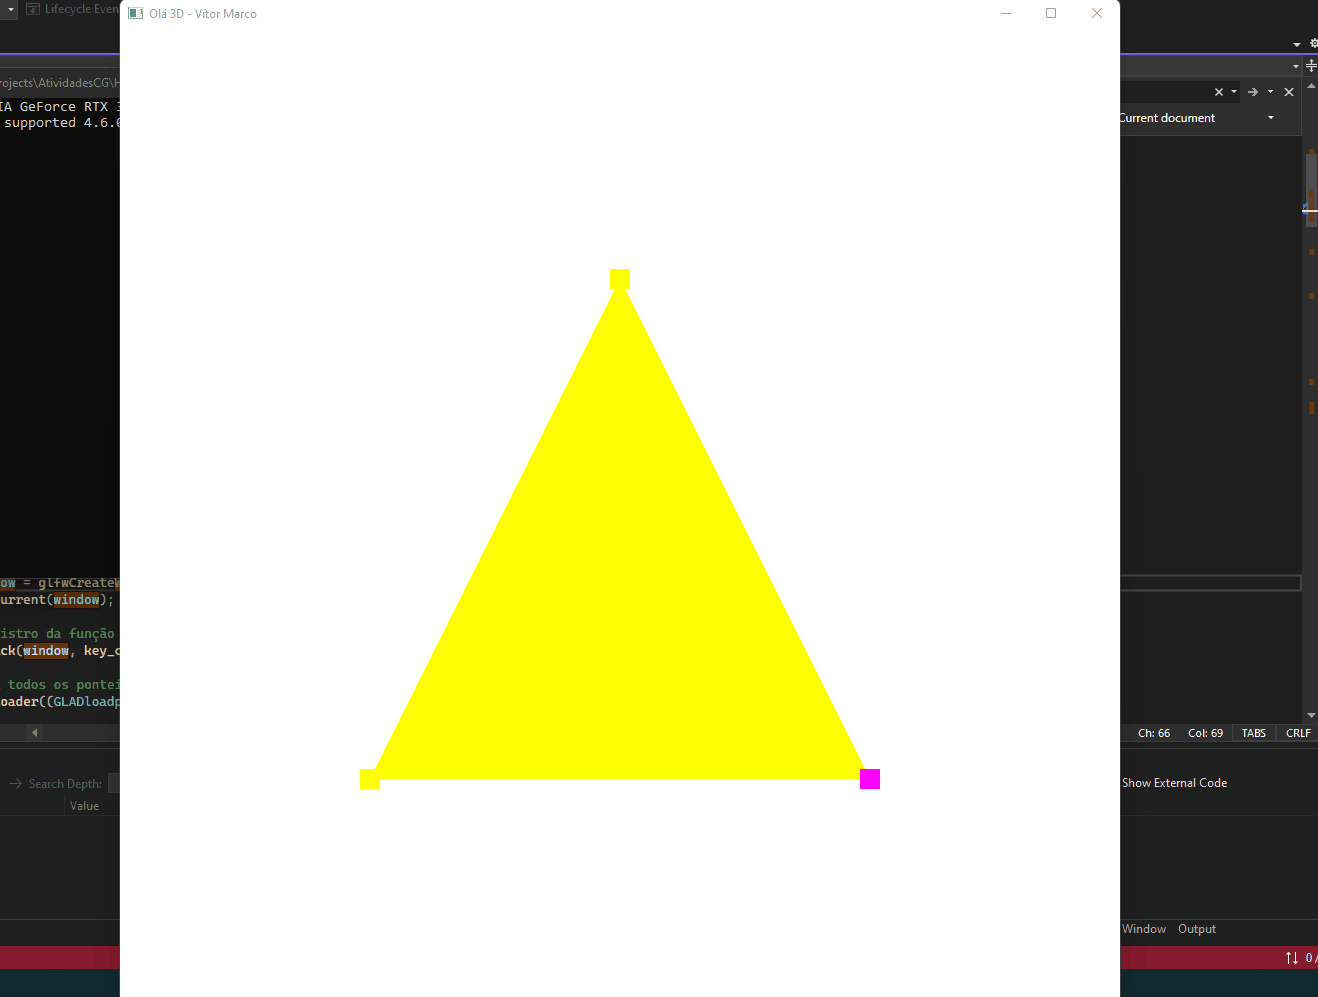 Lifecycle Even
Olá 3D - Vítor Marco
rojects\AtividadesCG\H
IA GeForce RTX 3
supported 4.6.0
Current document
ow = glfwCreateW
urrent(window);
istro da função
ck(window, key_c
todos os pontei
oader((GLADloadp
Ch: 66 Col: 69 TABS CRLF
Search Depth:
Show External Code
Value
Window Output
0 /